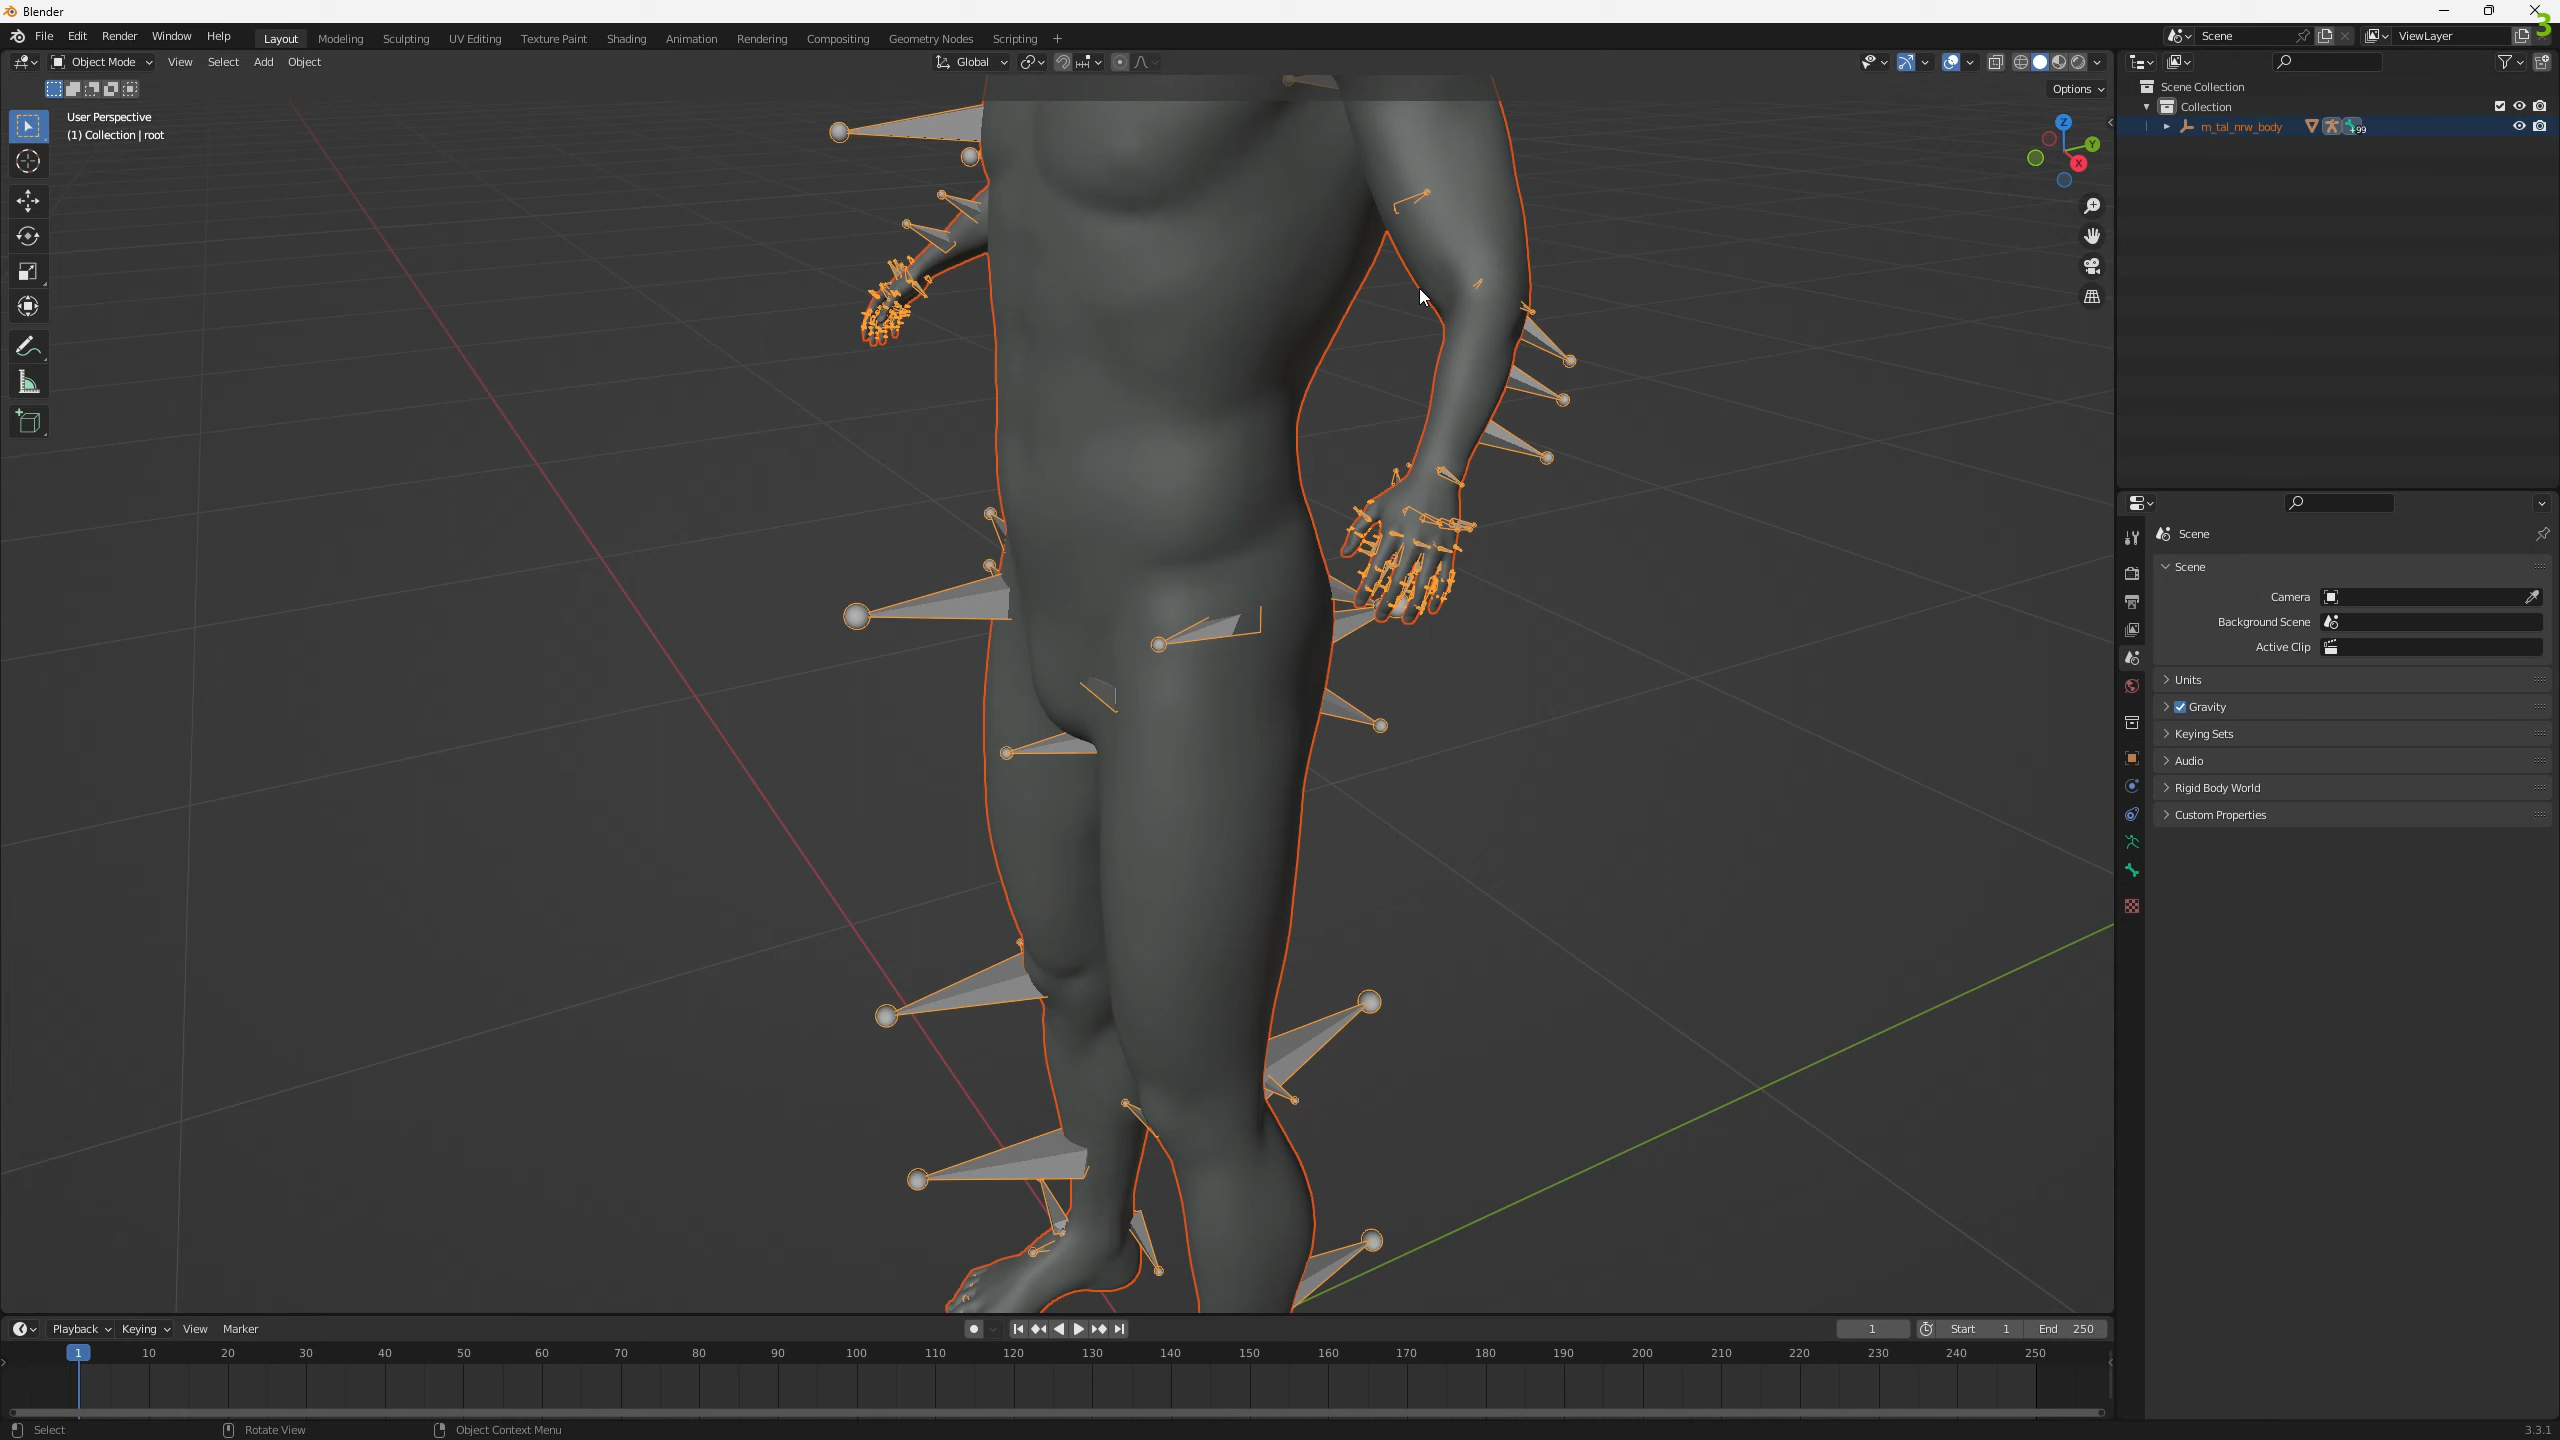 Blender
3
File Edit Render Window Help Layout Modeling Sculpting UV Editing Texture Paint Shading Animation Rendering Compositing Geometry Nodes Scripting + Scene ViewLayer
Object Mode View Select Add Object Global
Options
User Perspective
(1) Collection | root
Z
Y
X
Scene Collection
Collection
m_tal_nrw_body +99
Scene
Scene
Camera
Background Scene
Active Clip
Units
Gravity
Keying Sets
Audio
Rigid Body World
Custom Properties
Playback Keying View Marker 1 Start 1 End 250
1 10 20 30 40 50 60 70 80 90 100 110 120 130 140 150 160 170 180 190 200 210 220 230 240 250
Select Rotate View Object Context Menu 3.3.1